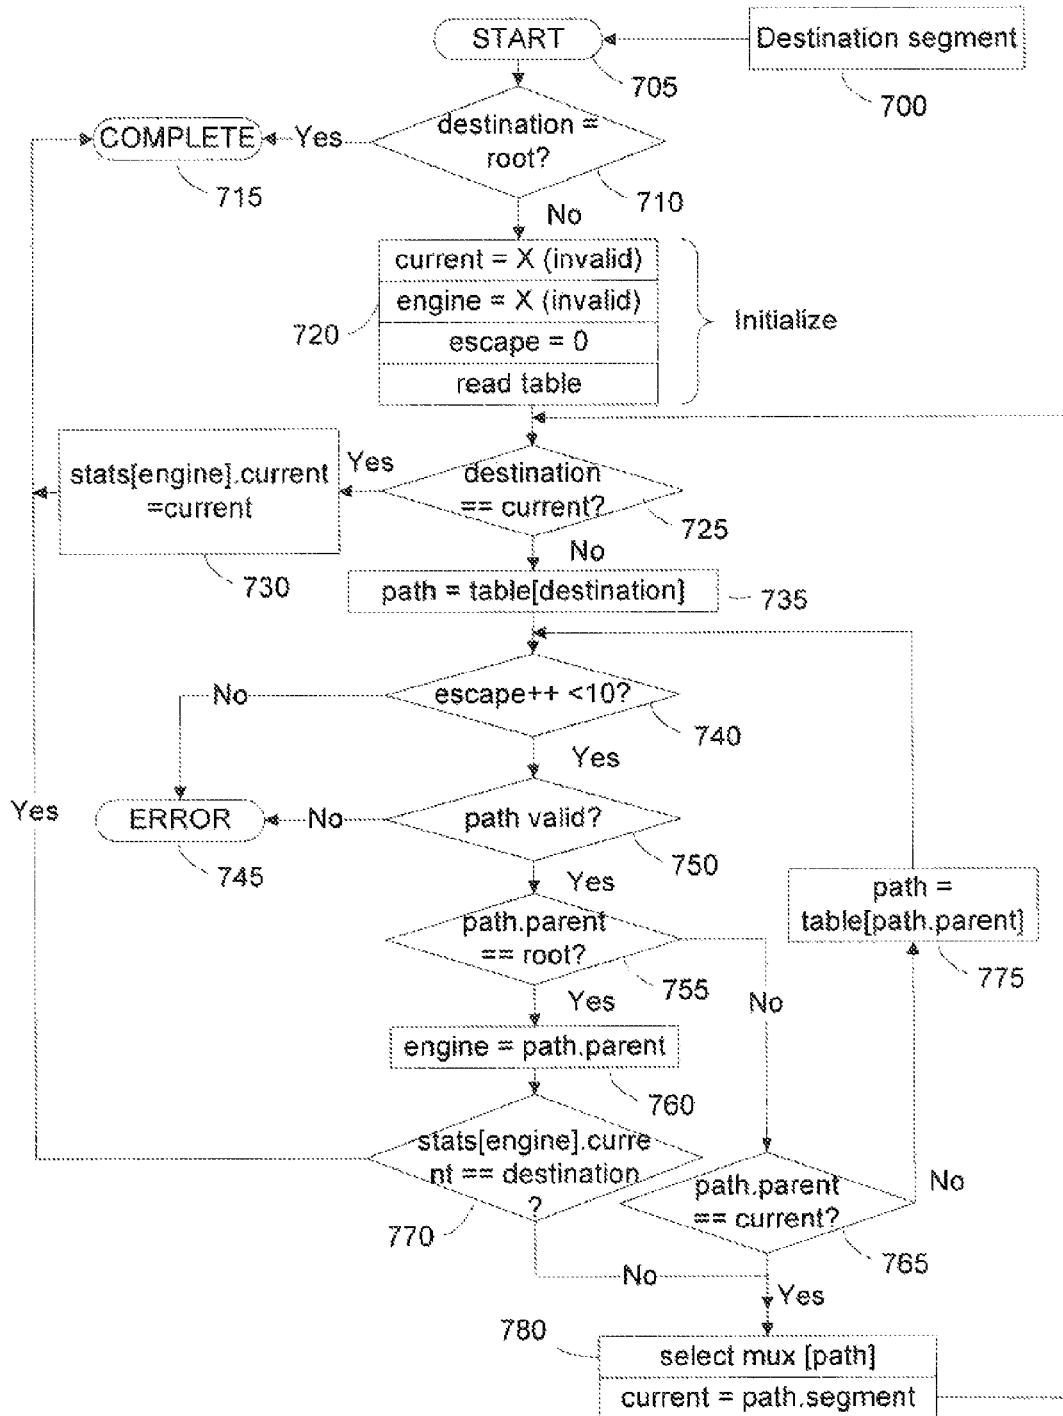 START
Destination segment
705
700
destination =
root?
Yes
COMPLETE
715
710
No
current = X (invalid)
engine = X (invalid)
escape = 0
read table
720
Initialize
destination
== current?
Yes
stats[engine].current
=current
725
No
730
path = table[destination]
735
escape++ <10?
No
740
Yes
Yes
ERROR
No
path valid?
745
750
Yes
path =
table[path.parent]
path.parent
== root?
755
775
No
Yes
engine = path.parent
760
stats[engine].curre
nt == destination
?
path.parent
== current?
No
770
765
No
Yes
780
select mux [path]
current = path.segment